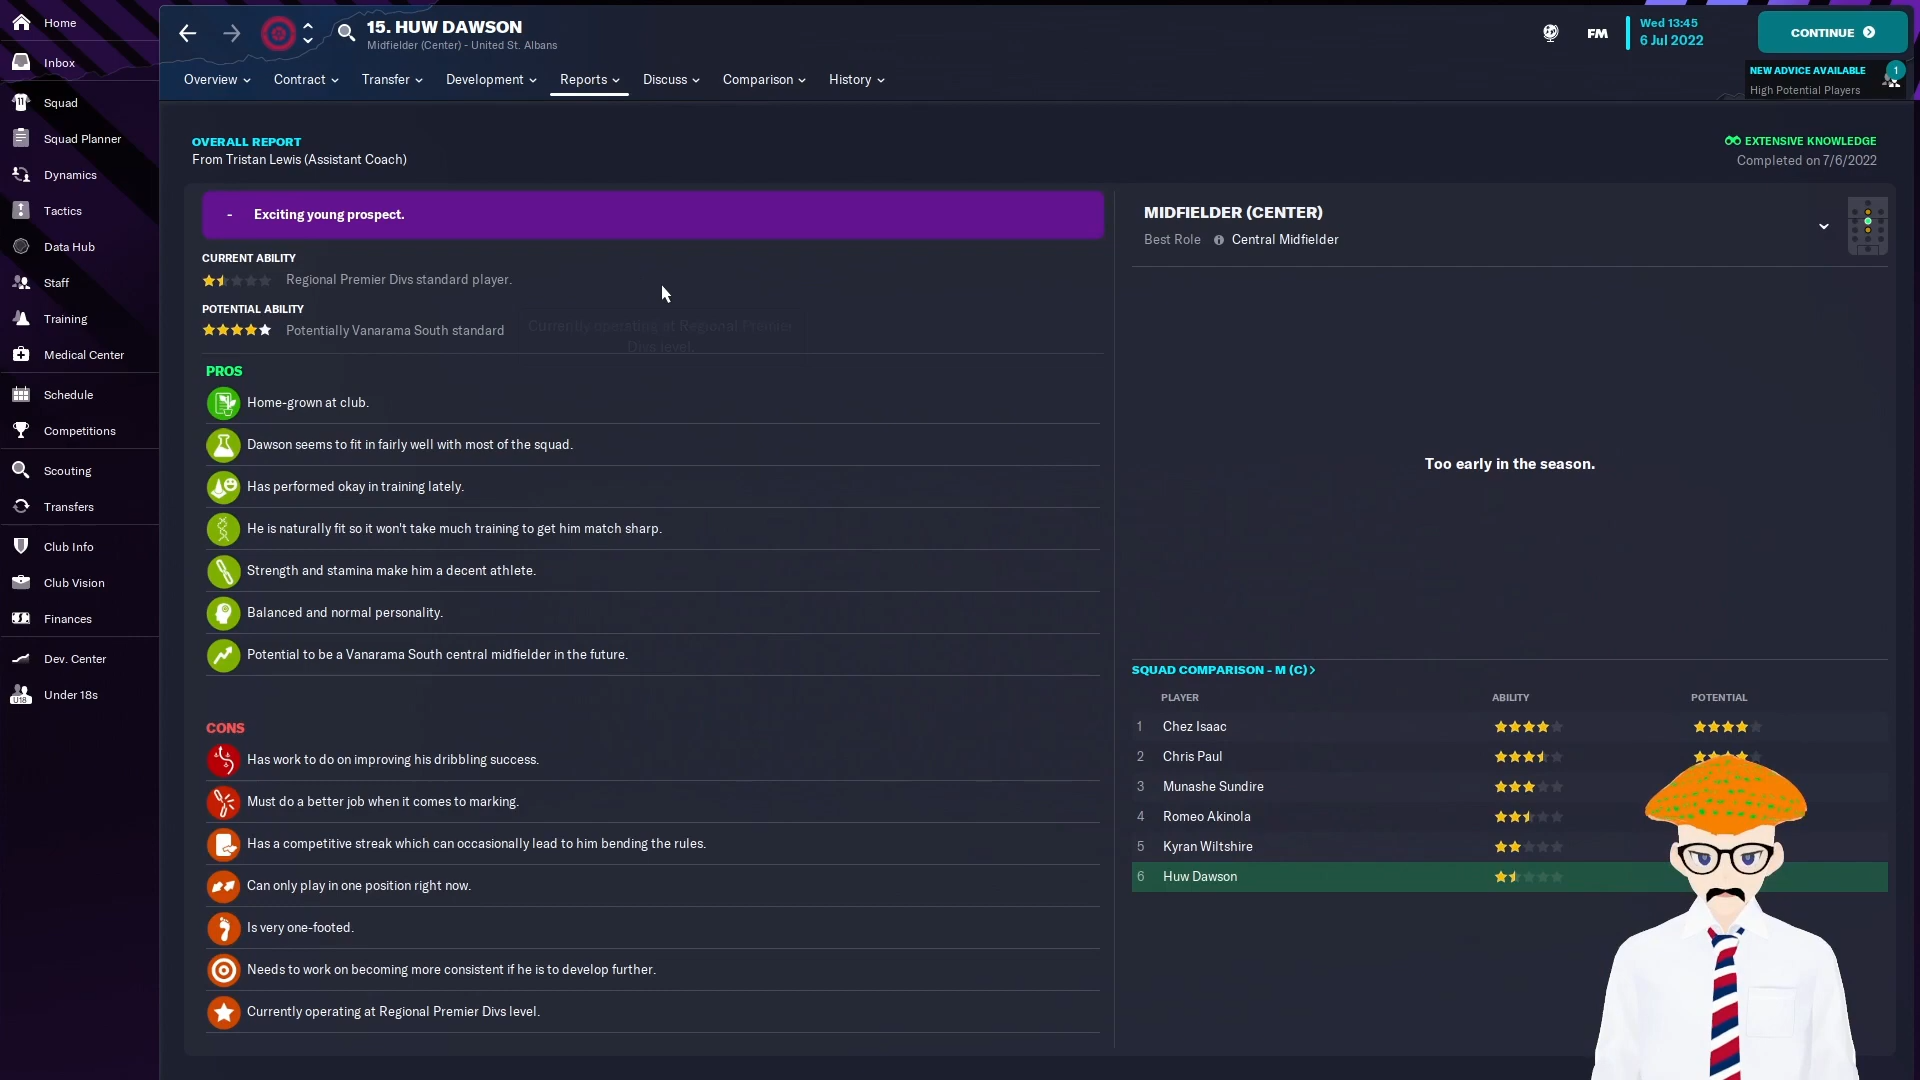 Home
Inbox
Squad
Squad Planner
Dynamics
Tactics
Data Hub
Staff
Training
Medical Center
Schedule
Competitions
Scouting
Transfers
Club Info
Club Vision
Finances
Dev. Center
U18
Under 18s
15. HUW DAWSON
Midfielder (Center) - United St. Albans
FM
Wed 13:45
6 Jul 2022
CONTINUE
Overview
Contract
Transfer
Development
Reports
Discuss
Comparison
History
NEW ADVICE AVAILABLE
1
High Potential Players
OVERALL REPORT
From Tristan Lewis (Assistant Coach)
EXTENSIVE KNOWLEDGE
Completed on 7/6/2022
- Exciting young prospect.
CURRENT ABILITY
Regional Premier Divs standard player.
POTENTIAL ABILITY
Potentially Vanarama South standard
Currently operating at Regional Premier
Divs level.
PROS
Home-grown at club.
Dawson seems to fit in fairly well with most of the squad.
Has performed okay in training lately.
He is naturally fit so it won't take much training to get him match sharp.
Strength and stamina make him a decent athlete.
Balanced and normal personality.
Potential to be a Vanarama South central midfielder in the future.
CONS
Has work to do on improving his dribbling success.
Must do a better job when it comes to marking.
Has a competitive streak which can occasionally lead to him bending the rules.
Can only play in one position right now.
Is very one-footed.
Needs to work on becoming more consistent if he is to develop further.
Currently operating at Regional Premier Divs level.
MIDFIELDER (CENTER)
Best Role Central Midfielder
Too early in the season.
SQUAD COMPARISON - M (C) >
PLAYER ABILITY POTENTIAL
1 Chez Isaac
2 Chris Paul
3 Munashe Sundire
4 Romeo Akinola
5 Kyran Wiltshire
6 Huw Dawson